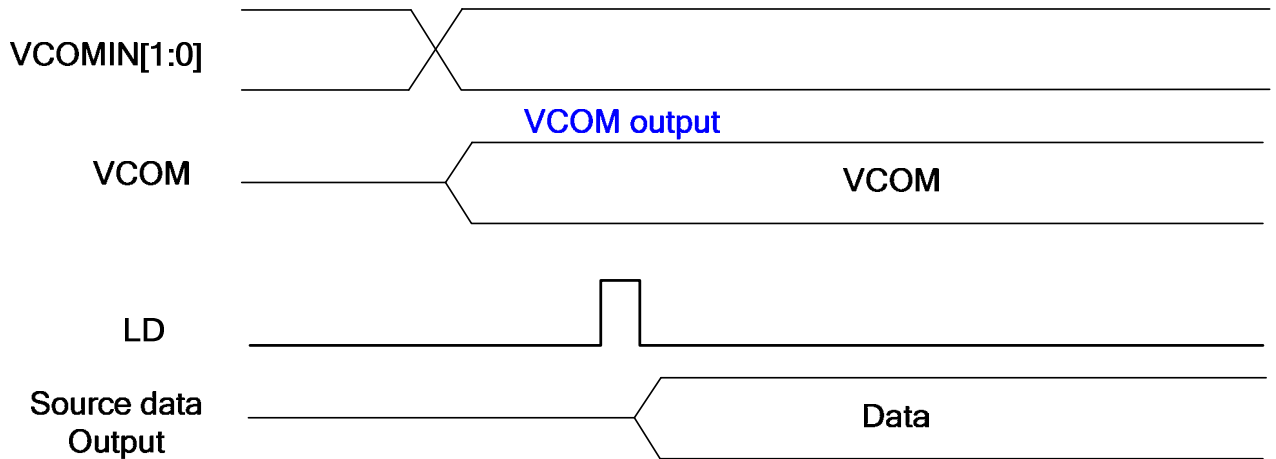 VCOMIN[1:0]
VCOM output
VCOM
VCOM
LD
Source data
Output
Data